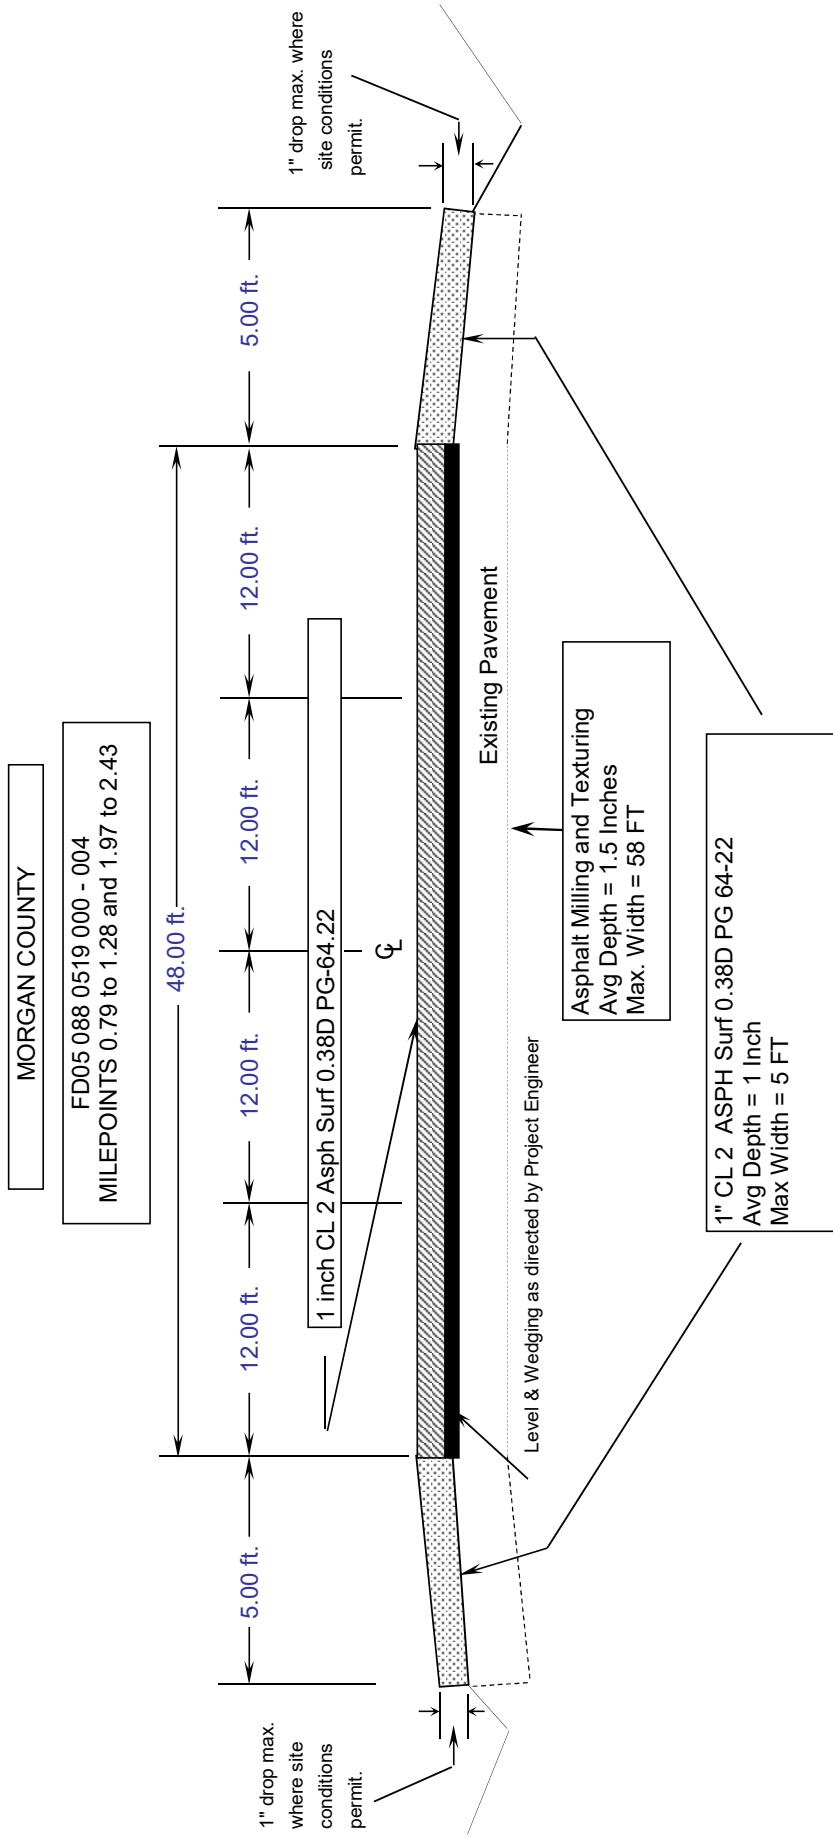 MORGAN COUNTY
FD05 088 0519 000 - 004
MILEPOINTS 0.79 to 1.28 and 1.97 to 2.43
48.00 ft.
5.00 ft.
12.00 ft.
12.00 ft.
12.00 ft.
12.00 ft.
5.00 ft.
1" drop max.
where site
conditions
permit.
1 inch CL 2 Asph Surf 0.38D PG-64.22
1" drop max. where
site conditions
permit.
CL
Existing Pavement
Level & Wedging as directed by Project Engineer
Asphalt Milling and Texturing
Avg Depth = 1.5 Inches
Max. Width = 58 FT
1" CL 2 ASPH Surf 0.38D PG 64-22
Avg Depth = 1 Inch
Max Width = 5 FT